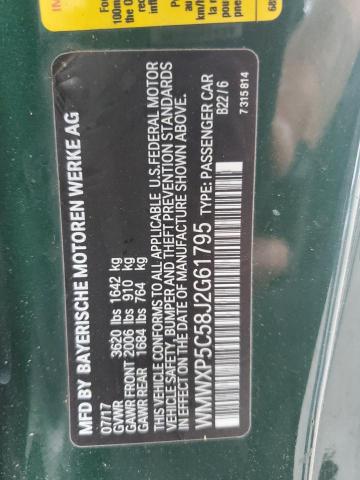 MFD BY BAYERISCHE MOTOREN WERKE AG
07/17
GVWR 3620 lbs 1642 kg
GAWR FRONT 2006 lbs 910 kg
GAWR REAR 1684 lbs 764 kg
THIS VEHICLE CONFORMS TO ALL APPLICABLE U.S.FEDERAL MOTOR
VEHICLE SAFETY, BUMPER AND THEFT PREVENTION STANDARDS
IN EFFECT ON THE DATE OF MANUFACTURE SHOWN ABOVE.
WMWXP5C58J2G61795 TYPE: PASSENGER CAR
B22/6
7 315 814